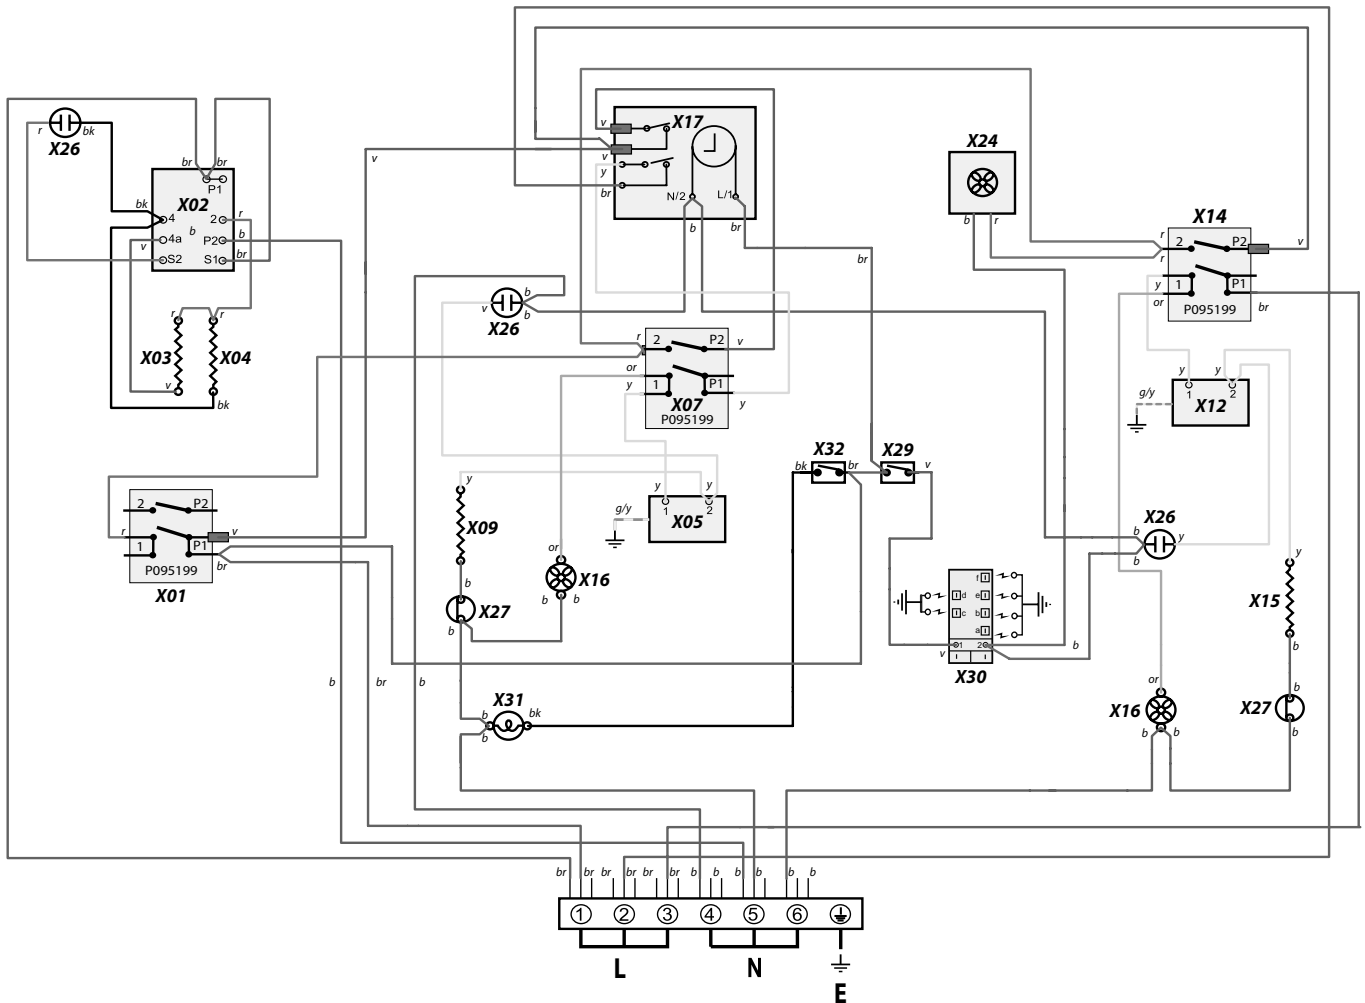 X17
v
v
y
br
N/2
L/1
b
br
X26
r
bk
br
br
P1
X02
bk
4
2
r
b
4a
P2
b
v
S2
S1
br
v
X24
b
r
X14
r
2
P2
v
r
y
1
P1
or
br
P095199
br
b
v
b
X26
r
2
P2
v
or
1
P1
y
y
X07
P095199
r
r
X03
X04
v
bk
y
y
g/y
1
2
X12
2
P2
r
v
1
P1
br
P095199
X01
y
X09
y
y
g/y
1
2
X05
X32
X29
bk
br
v
b
X26
y
b
or
X16
b
b
b
X27
b
f
d
e
c
b
a
1
2
v
X30
b
y
X15
b
b
br
b
b
X31
bk
b
or
X16
b
b
b
X27
b
br
br
br
br
br
b
b
b
b
b
b
1
2
3
4
5
6
L
N
E